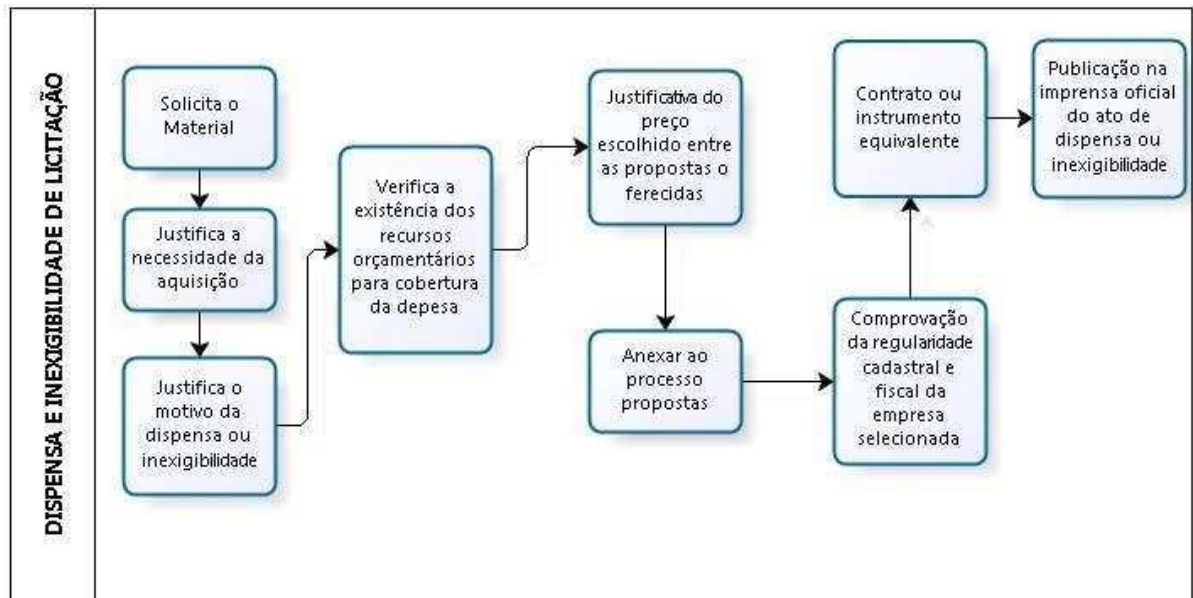 DISPENSA E INEXIGIBILIDADE DE LICITAÇÃO
Solicita o
Material
Justifica a
necessidade da
aquisição
Justifica o
motivo da
dispensa ou
inexigibilidade
Verifica a
existência dos
recursos
orçamentários
para cobertura
da depesa
Justificativa do
preço
escolhido entre
as propostas o
ferecidas
Anexar ao
processo
propostas
Comprovação
da regularidade
cadastral e
fiscal da
empresa
selecionada
Contrato ou
instrumento
equivalente
Publicação na
imprensa oficial
do ato de
dispensa ou
inexigibilidade